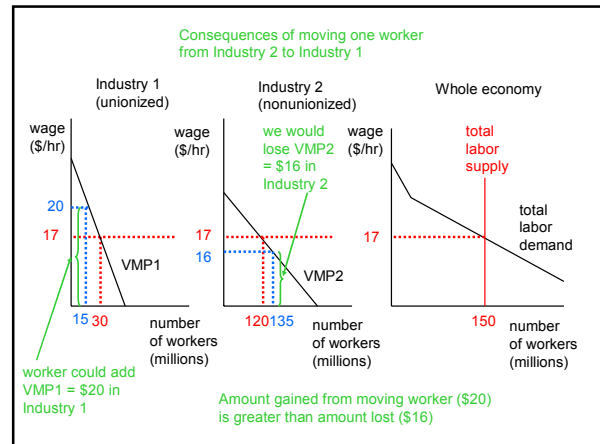 Consequences of moving one worker
from Industry 2 to Industry 1
Industry 1
(unionized)
wage
($/hr)
20
17
VMP1
15
30
number
of workers
(millions)
worker could add
VMP1 = $20 in
Industry 1
Industry 2
(nonunionized)
wage
($/hr)
we would
lose VMP2
= $16 in
Industry 2
17
16
VMP2
120
135
number
of workers
(millions)
Whole economy
wage
($/hr)
total
labor
supply
17
total
labor
demand
150
number
of workers
(millions)
Amount gained from moving worker ($20)
is greater than amount lost ($16)